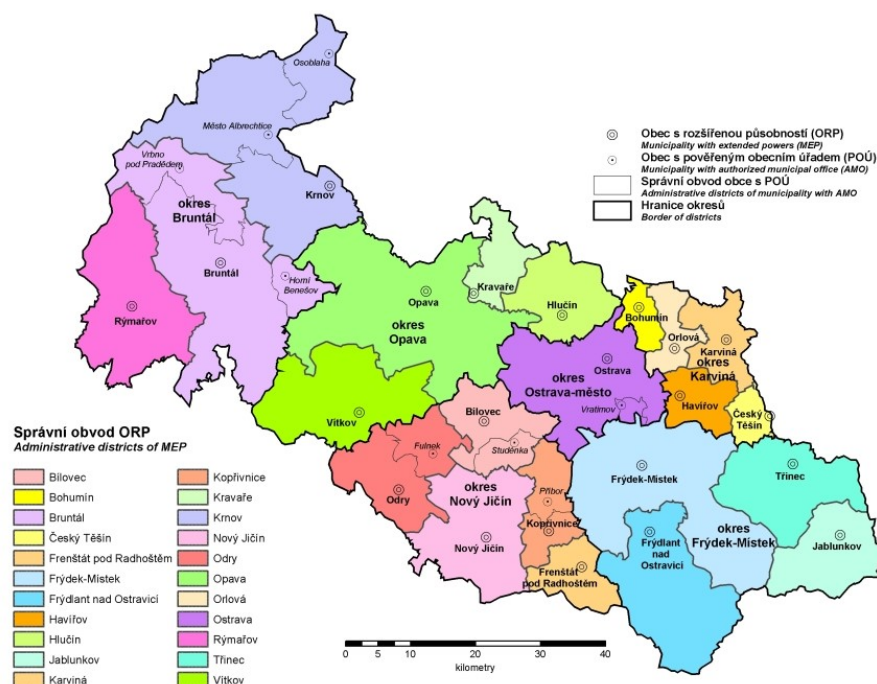 Osoblaha
Město Albrechtice
Vrbno
pod Pradědem
okres
Bruntál
Krnov
Bruntál
Horní
Benešov
Rýmařov
Obec s rozšířenou působností (ORP)
Municipality with extended powers (MEP)
Obec s pověřeným obecním úřadem (POÚ)
Municipality with authorized municipal office (AMO)
Správní obvod obce s POÚ
Administrative districts of municipality with AMO
Hranice okresů
Border of districts
Opava
okres
Opava
Kravaře
Hlučín
Bohumín
Orlová
Karviná
okres
Karviná
Ostrava
okres
Ostrava-město
Vratimov
Havířov
Český
Těšín
Vítkov
Bílovec
Studénka
Fulnek
Odry
okres
Nový Jičín
Nový Jičín
Příbor
Kopřivnice
Frenštát
pod Radhoštěm
Frýdek-Místek
Frýdlant
nad
Ostravicí
okres
Frýdek-Místek
Třinec
Jablunkov
Správní obvod ORP
Administrative districts of MEP
Bílovec
Bohumín
Bruntál
Český Těšín
Frenštát pod Radhoštěm
Frýdek-Místek
Frýdlant nad Ostravicí
Havířov
Hlučín
Jablunkov
Karviná
Kopřivnice
Kravaře
Krnov
Nový Jičín
Odry
Opava
Orlová
Ostrava
Rýmařov
Třinec
Vítkov
0 5 10 20 30 40
kilometry